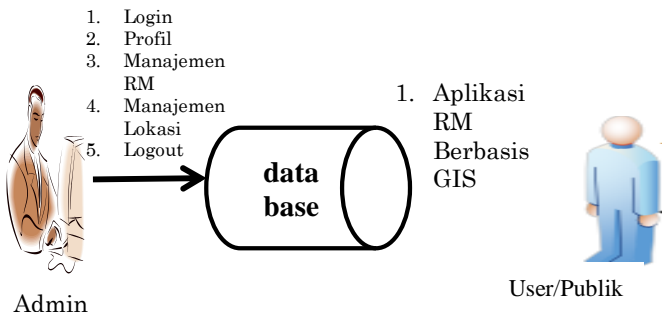 1. Login
2. Profil
3. Manajemen
RM
4. Manajemen
Lokasi
5. Logout
data
base
1. Aplikasi
RM
Berbasis
GIS
Admin
User/Publik